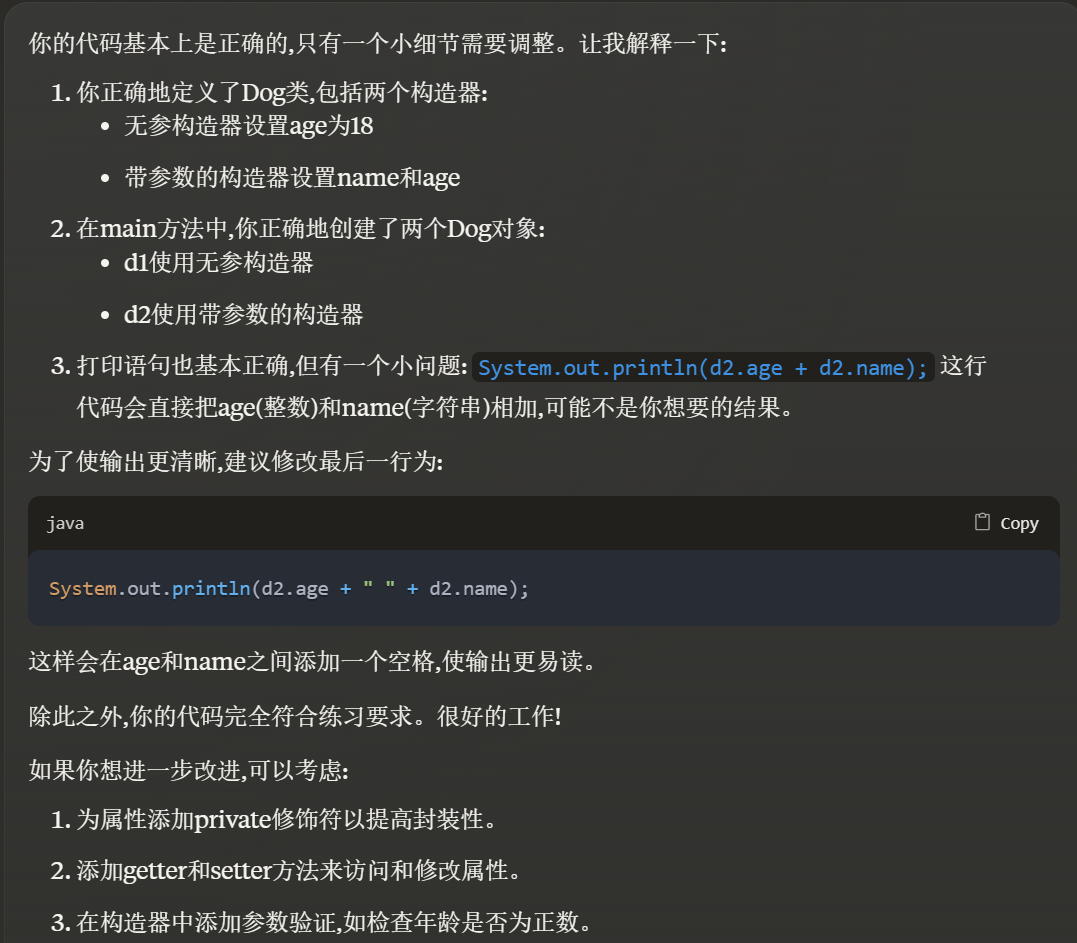 你的代码基本上是正确的,只有一个小细节需要调整。让我解释一下:
1. 你正确地定义了Dog类,包括两个构造器:
• 无参构造器设置age为18
• 带参数的构造器设置name和age
2. 在main方法中,你正确地创建了两个Dog对象:
• d1使用无参构造器
• d2使用带参数的构造器
3. 打印语句也基本正确,但有一个小问题: System.out.println(d2.age + d2.name); 这行
代码会直接把age(整数)和name(字符串)相加,可能不是你想要的结果。
为了使输出更清晰,建议修改最后一行为:
java
Copy
System.out.println(d2.age + " " + d2.name);
这样会在age和name之间添加一个空格,使输出更易读。
除此之外,你的代码完全符合练习要求。很好的工作!
如果你想进一步改进,可以考虑:
1. 为属性添加private修饰符以提高封装性。
2. 添加getter和setter方法来访问和修改属性。
3. 在构造器中添加参数验证,如检查年龄是否为正数。